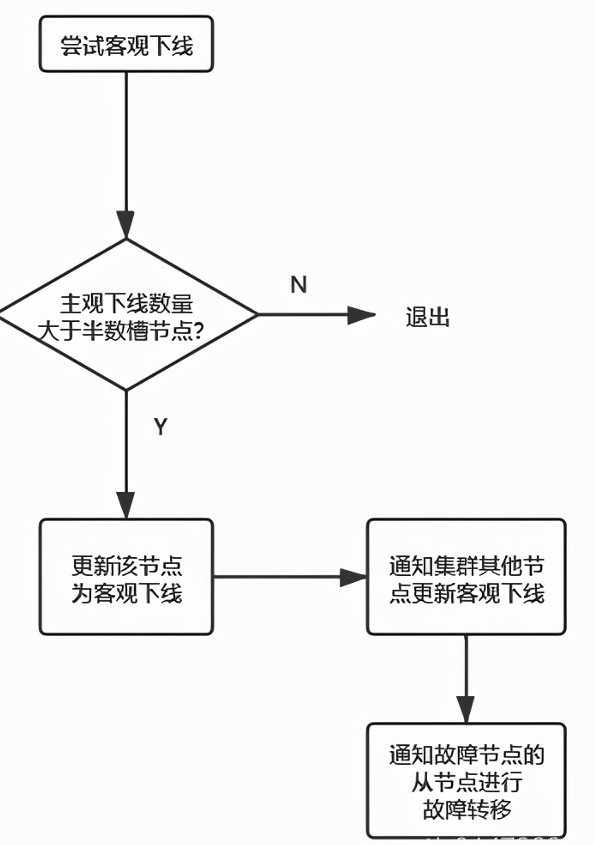 尝试客观下线
主观下线数量
大于半数槽节点?
N
退出
Y
更新该节点
为客观下线
通知集群其他节
点更新客观下线
通知故障节点的
从节点进行
故障转移